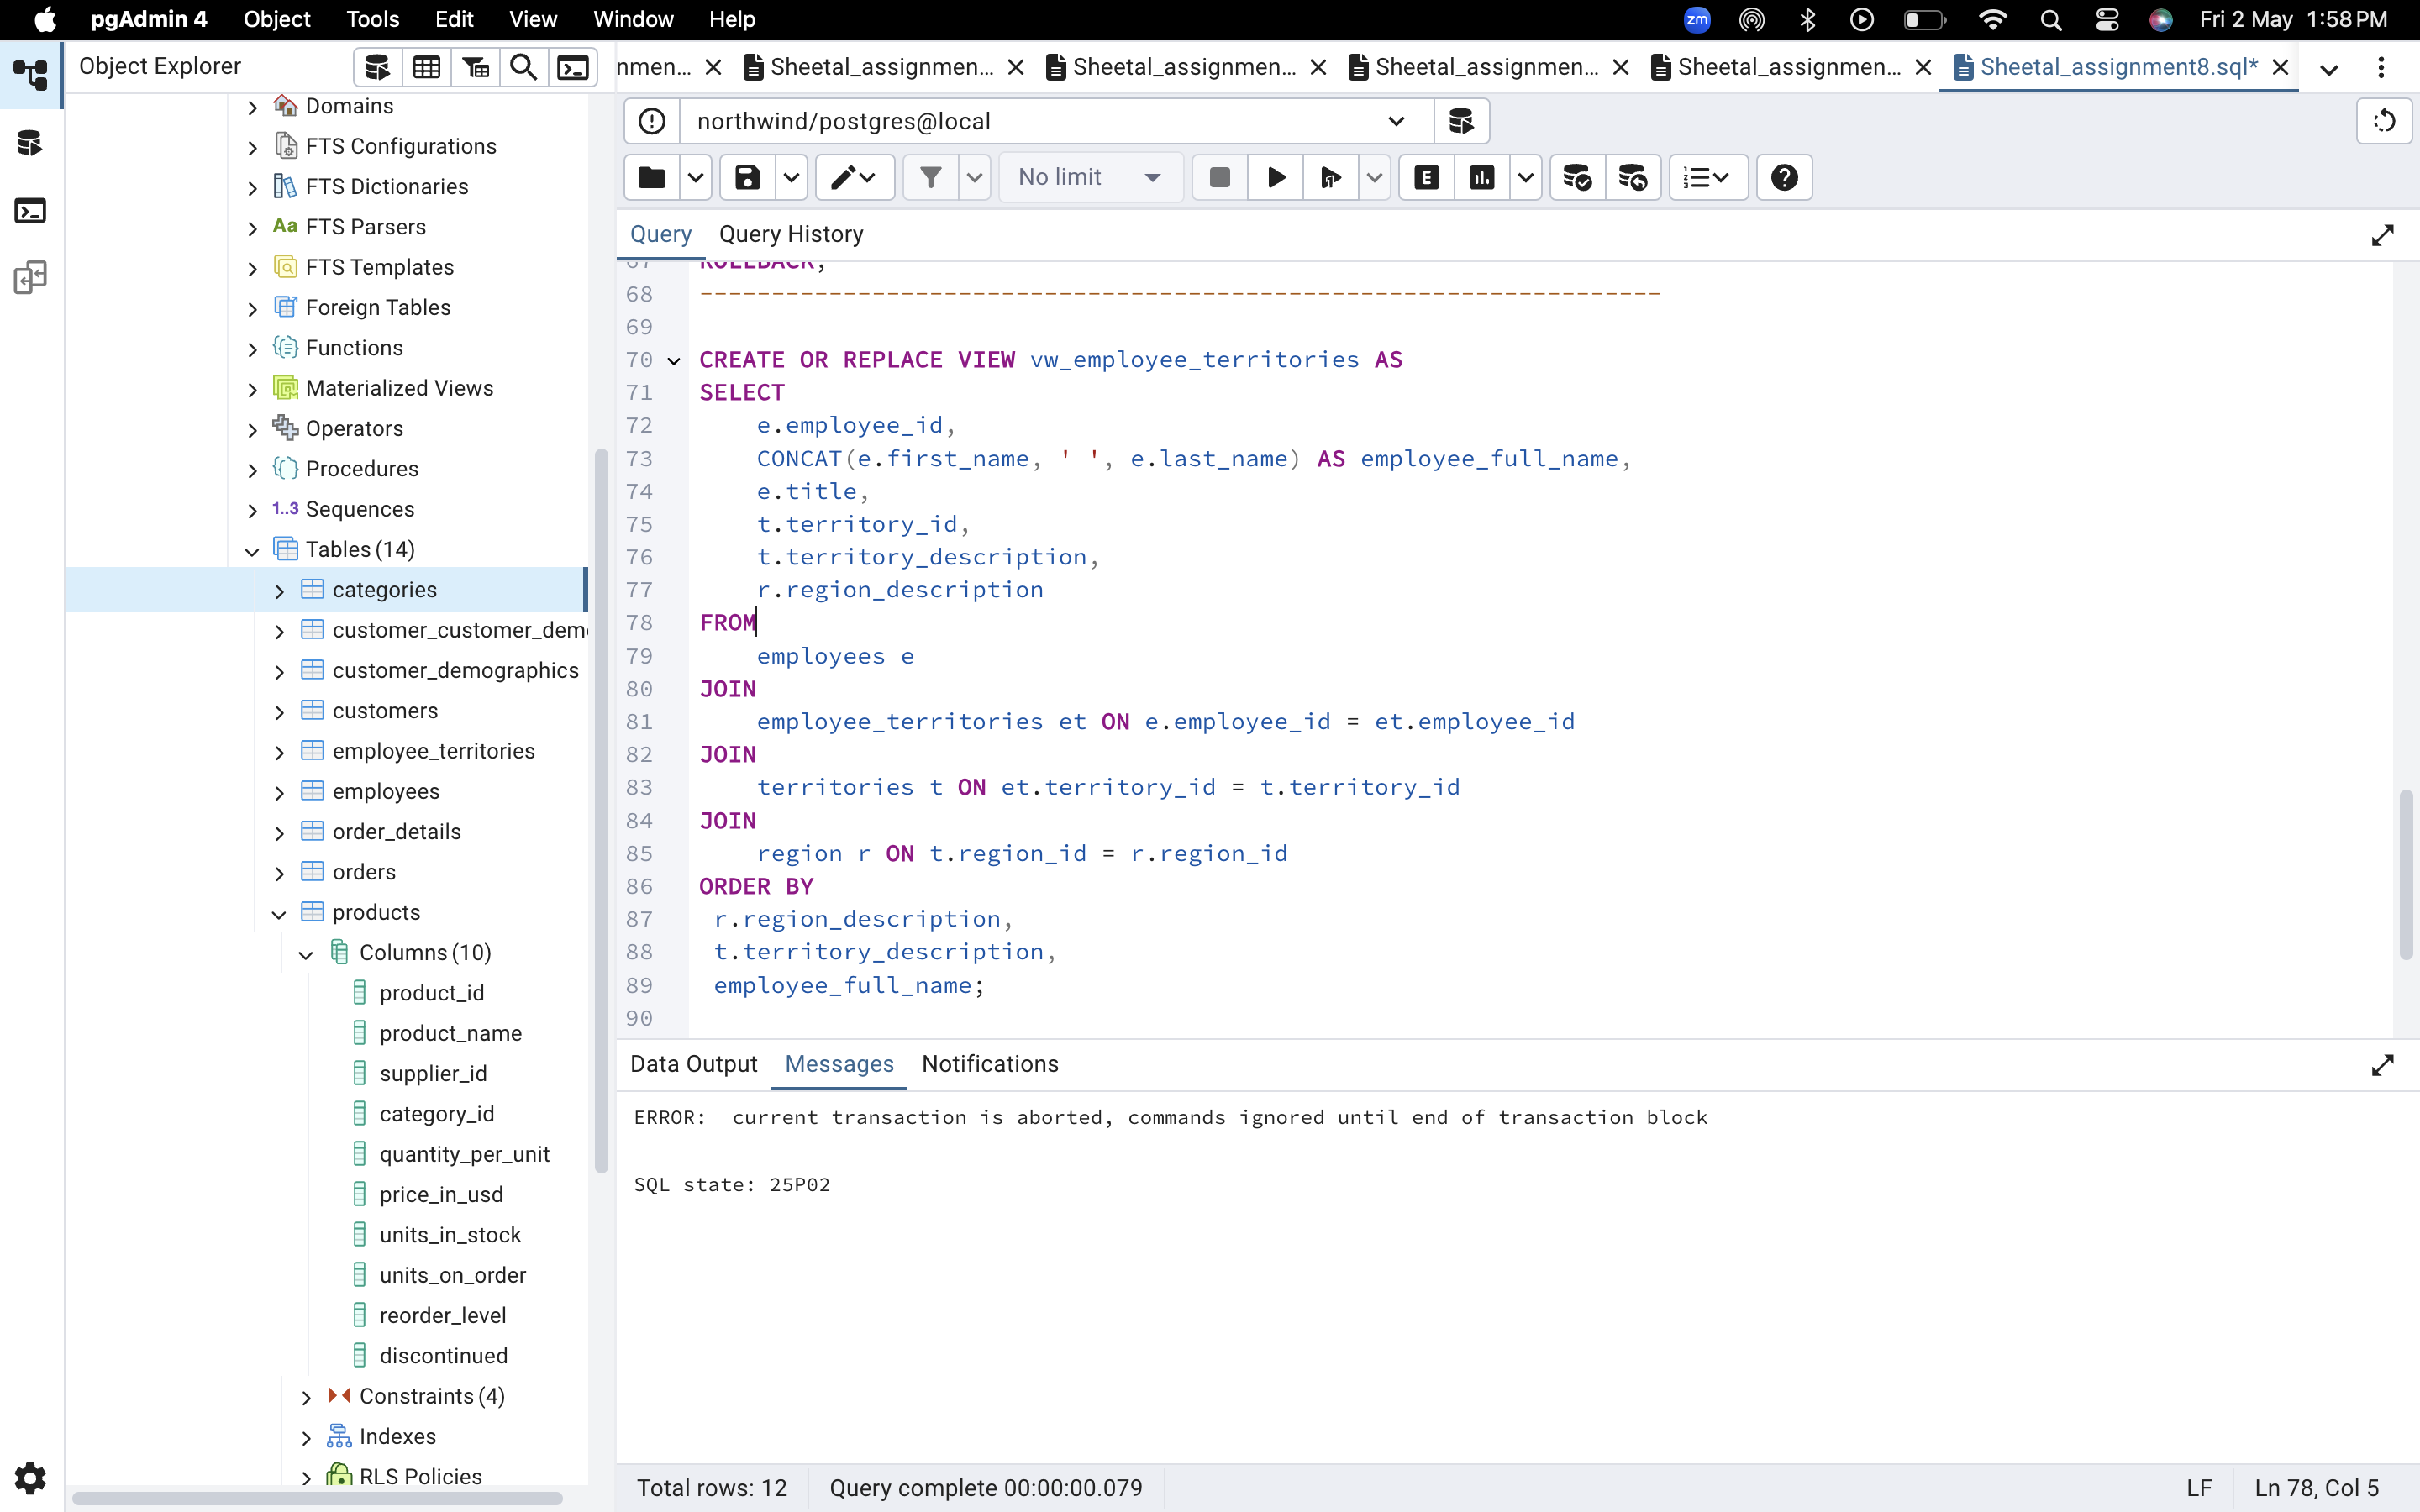 pgAdmin 4 Object Tools Edit View Window Help zm Fri 2 May 1:58 PM
Object Explorer
nmen... Sheetal_assignmen... Sheetal_assignmen... Sheetal_assignmen... Sheetal_assignmen... Sheetal_assignment8.sql*
Domains
FTS Configurations
FTS Dictionaries
Aa FTS Parsers
FTS Templates
Foreign Tables
Functions
Materialized Views
Operators
Procedures
1..3 Sequences
Tables (14)
categories
customer_customer_dem
customer_demographics
customers
employee_territories
employees
order_details
orders
products
Columns (10)
product_id
product_name
supplier_id
category_id
quantity_per_unit
price_in_usd
units_in_stock
units_on_order
reorder_level
discontinued
Constraints (4)
Indexes
RLS Policies
northwind/postgres@local
No limit
E
Query Query History
67 ROLLBACK;
68 -------------------------------------------------------------------
69
70 CREATE OR REPLACE VIEW vw_employee_territories AS
71 SELECT
72 e.employee_id,
73 CONCAT(e.first_name, ' ', e.last_name) AS employee_full_name,
74 e.title,
75 t.territory_id,
76 t.territory_description,
77 r.region_description
78 FROM
79 employees e
80 JOIN
81 employee_territories et ON e.employee_id = et.employee_id
82 JOIN
83 territories t ON et.territory_id = t.territory_id
84 JOIN
85 region r ON t.region_id = r.region_id
86 ORDER BY
87 r.region_description,
88 t.territory_description,
89 employee_full_name;
90
Data Output Messages Notifications
ERROR: current transaction is aborted, commands ignored until end of transaction block
SQL state: 25P02
Total rows: 12 Query complete 00:00:00.079 LF Ln 78, Col 5